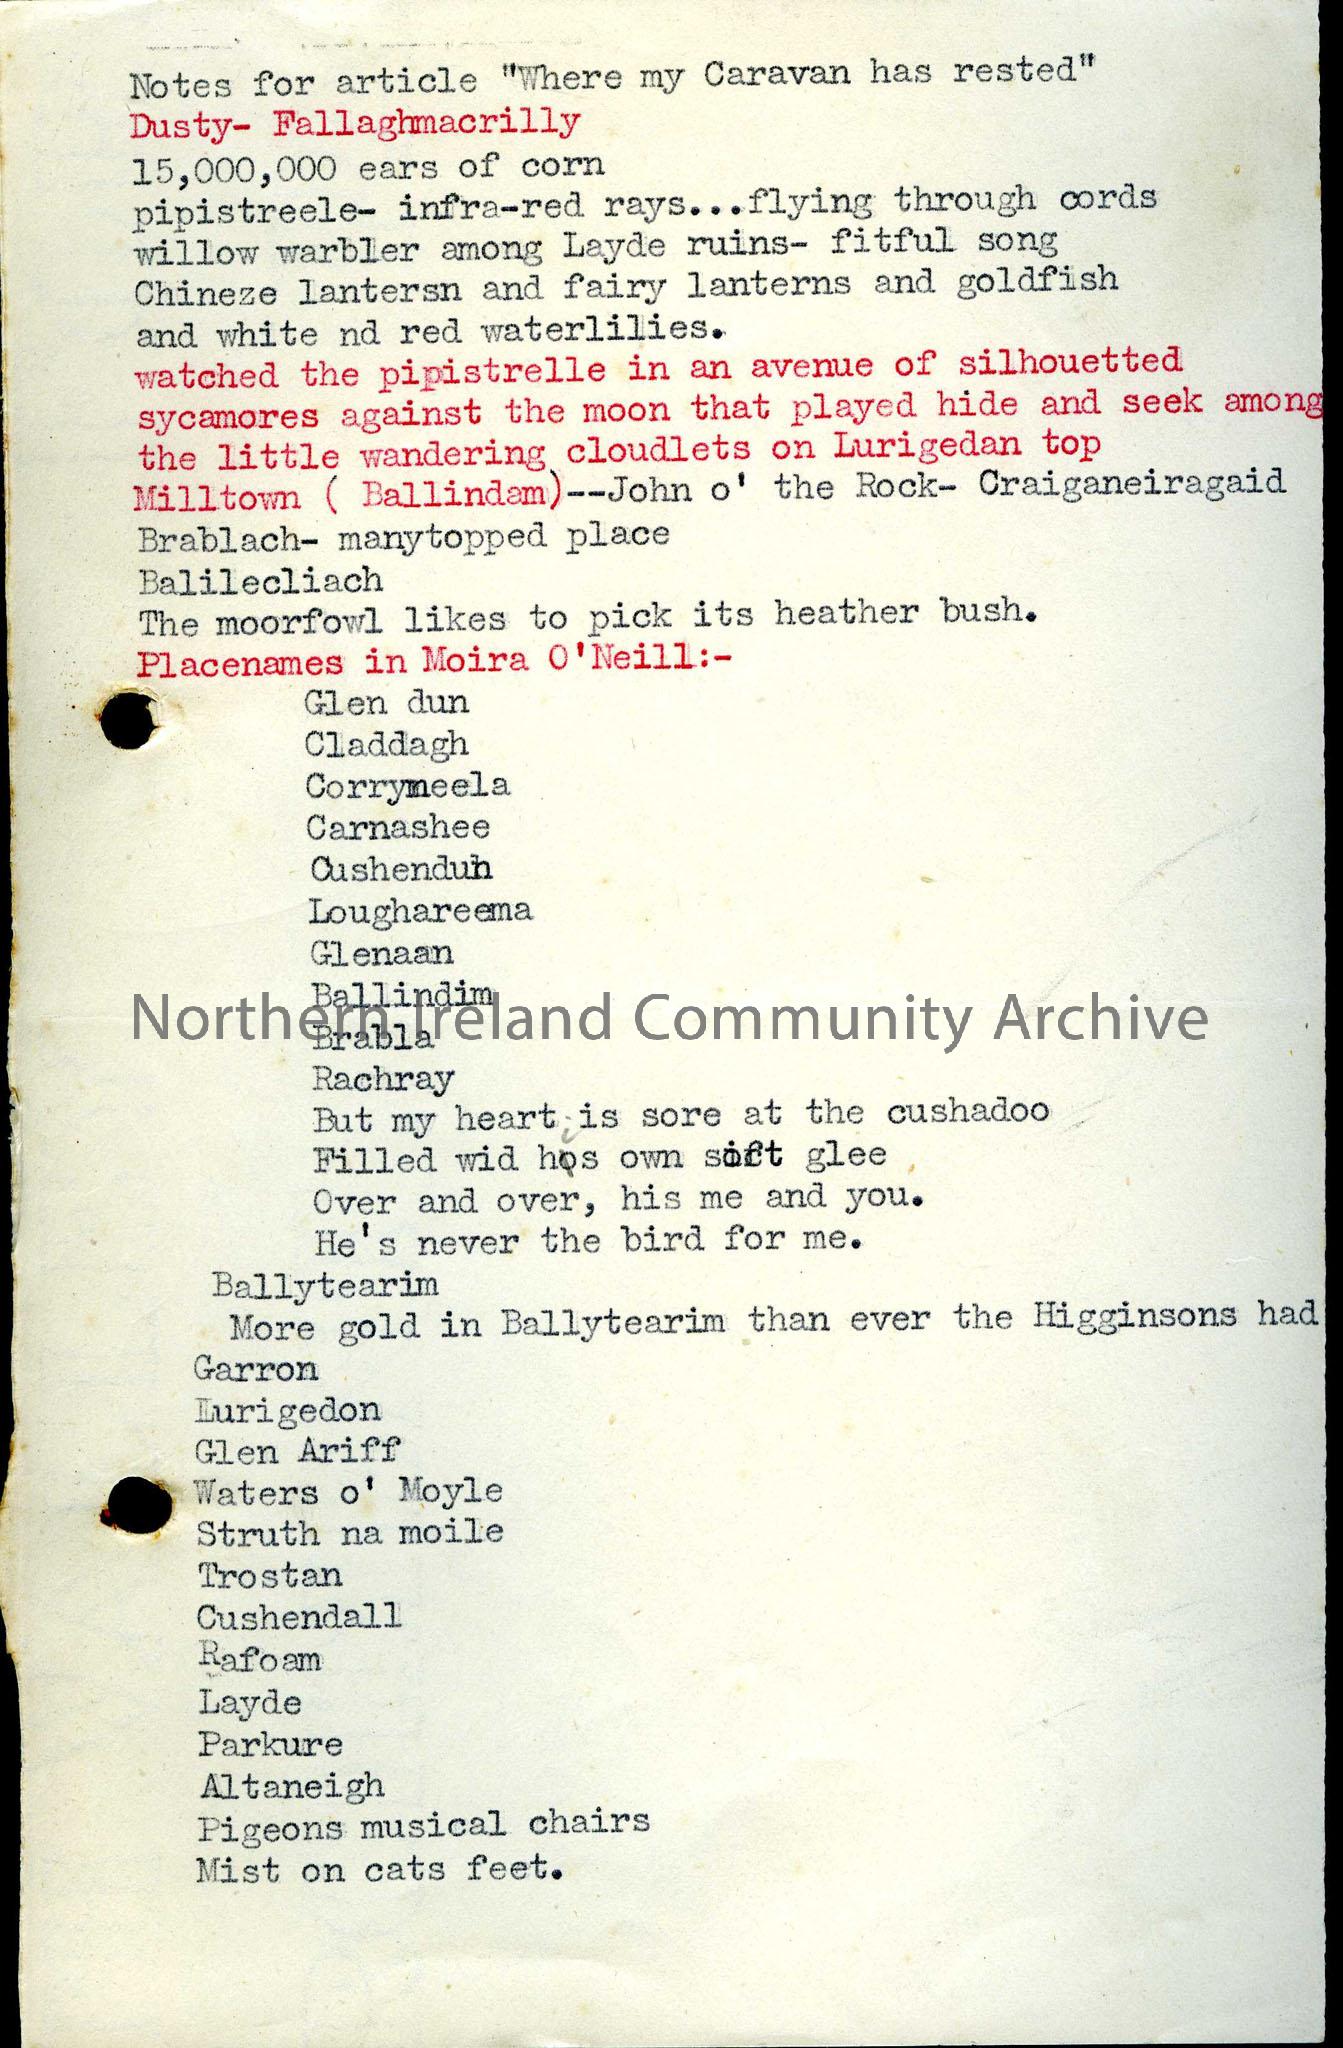 Notes for article "Where my Caravan has rested"
Dusty- Fallaghmacrilly
15,000,000 ears of corn
pipistreele- infra-red rays...flying through cords
willow warbler among Layde ruins- fitful song
Chineze lantersn and fairy lanterns and goldfish
and white nd red waterlilies.
watched the pipistrelle in an avenue of silhouetted
sycamores against the moon that played hide and seek among
the little wandering cloudlets on Lurigedan top
Milltown ( Ballindam)--John o' the Rock- Craiganeiragaid
Brablach- manytopped place
Balilecliach
The moorfowl likes to pick its heather bush.
Placenames in Moira O'Neill:-
Glen dun
Claddagh
Corrymeela
Carnashee
Cushendun
Loughareema
Glenaan
Ballindim
Northern Ireland Community Archive
Brabla
Rachray
But my heart is sore at the cushadoo
Filled wid his own soft glee
Over and over, his me and you.
He's never the bird for me.
Ballytearim
More gold in Ballytearim than ever the Higginsons had
Garron
Lurigedon
Glen Ariff
Waters o' Moyle
Struth na moile
Trostan
Cushendall
Rafoam
Layde
Parkure
Altaneigh
Pigeons musical chairs
Mist on cats feet.